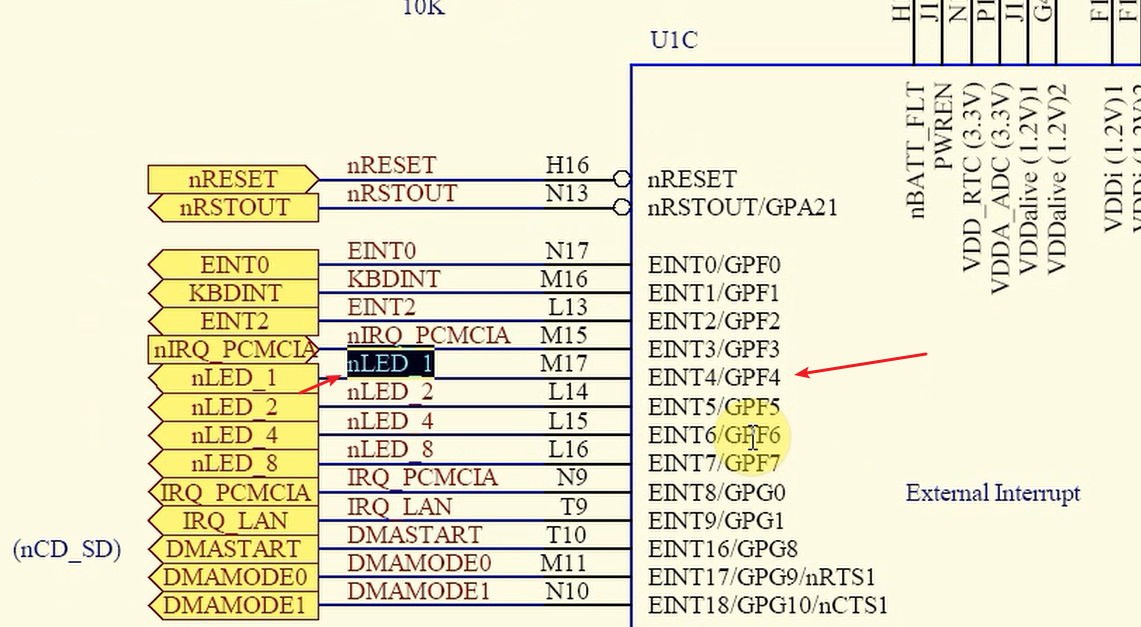 10K
U1C
nBATT_FLT
PWREN
VDD_RTC (3.3V)
VDDA_ADC (3.3V)
VDDalive (1.2V)1
VDDalive (1.2V)2
VDDi (1.2V)1
nRESET nRESET H16 nRESET
nRSTOUT nRSTOUT N13 nRSTOUT/GPA21
EINT0 EINT0 N17 EINT0/GPF0
KBDINT KBDINT M16 EINT1/GPF1
EINT2 EINT2 L13 EINT2/GPF2
nIRQ_PCMCIA nIRQ_PCMCIA M15 EINT3/GPF3
nLED_1 nLED_1 M17 EINT4/GPF4
nLED_2 nLED_2 L14 EINT5/GPF5
nLED_4 nLED_4 L15 EINT6/GPF6
nLED_8 nLED_8 L16 EINT7/GPF7
IRQ_PCMCIA IRQ_PCMCIA N9 EINT8/GPG0 External Interrupt
IRQ_LAN IRQ_LAN T9 EINT9/GPG1
(nCD_SD) DMASTART DMASTART T10 EINT16/GPG8
DMAMODE0 DMAMODE0 M11 EINT17/GPG9/nRTS1
DMAMODE1 DMAMODE1 N10 EINT18/GPG10/nCTS1